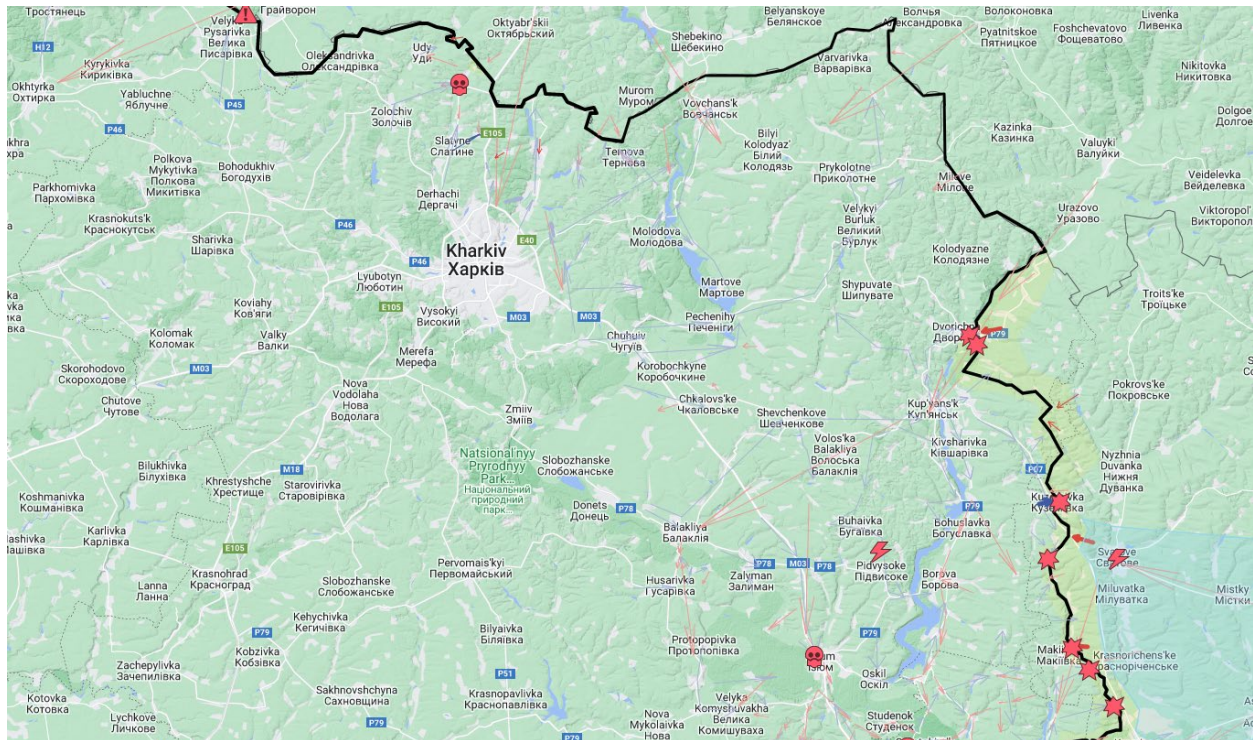 Тростянець
Грайворон
Velyka
Pysarivka
Велика
Писарівка
Oktyabr'skii
Октябрьский
Belyanskoye
Белянское
Волчья
Александровка
Волоконовка
Livenka
Ливенка
H12
Kyrykivka
Кириківка
Oleksandrivka
Олександрівка
Udy
Уди
Shebekino
Шебекино
Pyatnitskoe
Пятницкое
Foshchevatovo
Фощеватово
Varvarivka
Варварівка
Nikitovka
Никитовка
Okhtyrka
Охтирка
Yabluchne
Яблучне
P45
P46
Zolochiv
Золочів
Murom
Муром
Vovchans'k
Вовчанськ
Kazinka
Казинка
Dolgoe
Долгое
E105
Slatyne
Слатине
Ternova
Тернова
Bilyi
Kolodyaz'
Білий
Колодязь
Valuyki
Валуйки
Polkova
Mykytivka
Полкова
Микитівка
Bohodukhiv
Богодухів
Prykolotne
Приколотне
Milove
Мілове
Veidelevka
Вейделевка
Parkhomivka
Пархомівка
Derhachi
Дергачі
Urazovo
Уразово
Krasnokuts'k
Краснокутськ
P46
Velykyi
Burluk
Великий
Бурлук
Viktoropol'
Викторополь
Sharivka
Шарівка
Kharkiv
Харків
E40
Molodova
Молодова
Kolodyazne
Колодязне
P46
Lyubotyn
Люботин
Martove
Мартове
Shypuvate
Шипувате
Troits'ke
Троїцьке
Koviahy
Ков'яги
E105
Vysokyi
Високий
M03
M03
Pechenihy
Печеніги
Kolomak
Коломак
Valky
Валки
Chuhuiv
Чугуїв
P79
Merefa
Мерефа
Skorohodovo
Скороходове
M03
Korobochkyne
Коробочкине
Nova
Vodolaha
Нова
Водолага
Pokrovs'ke
Покровське
Chutove
Чутове
Zmiiv
Зміїв
Chkalovs'ke
Чкаловське
Shevchenkove
Шевченкове
Kup'yans'k
Куп'янськ
Natsional'nyy
Pryrodnyy
Park...
Національний
природний
парк...
Slobozhanske
Слобожанське
Volos'ka
Balakliya
Волоська
Балаклія
Kivsharivka
Ківшарівка
Nyzhnia
Duvanka
Нижня
Дуванка
Bilukhivka
Білухівка
M18
P07
Khrestyshche
Хрестище
Starovirivka
Старовірівка
Koshmanivka
Кошманівка
Donets
Донець
P78
P79
Karlivka
Карлівка
Balakliya
Балаклія
Buhaivka
Бугаївка
Bohuslavka
Богуславка
E105
Pidvysoke
Підвисоке
P78
M03
P78
Krasnohrad
Красноград
Pervomais'kyi
Первомайський
Lanna
Ланна
Slobozhanske
Слобожанське
Husarivka
Гусарівка
Zalyman
Залиман
Borova
Борова
Miluvatka
Мілуватка
Mistky
Містки
Kehychivka
Кегичівка
P79
Bilyaivka
Біляївка
Protopopivka
Протопопівка
P79
Krasnorichens'ke
Красноріченське
Kobzivka
Кобзівка
Zachepylivka
Зачепилівка
P51
Oskil
Оскіл
Kotovka
Котовка
Sakhnovshchyna
Сахновщина
Krasnopavlivka
Краснопавлівка
Velyka
Komyshuvakha
Велика
Комишуваха
Lychkove
Личкове
P79
Nova
Mykolaivka
Нова
Studenok
Студенок
P79